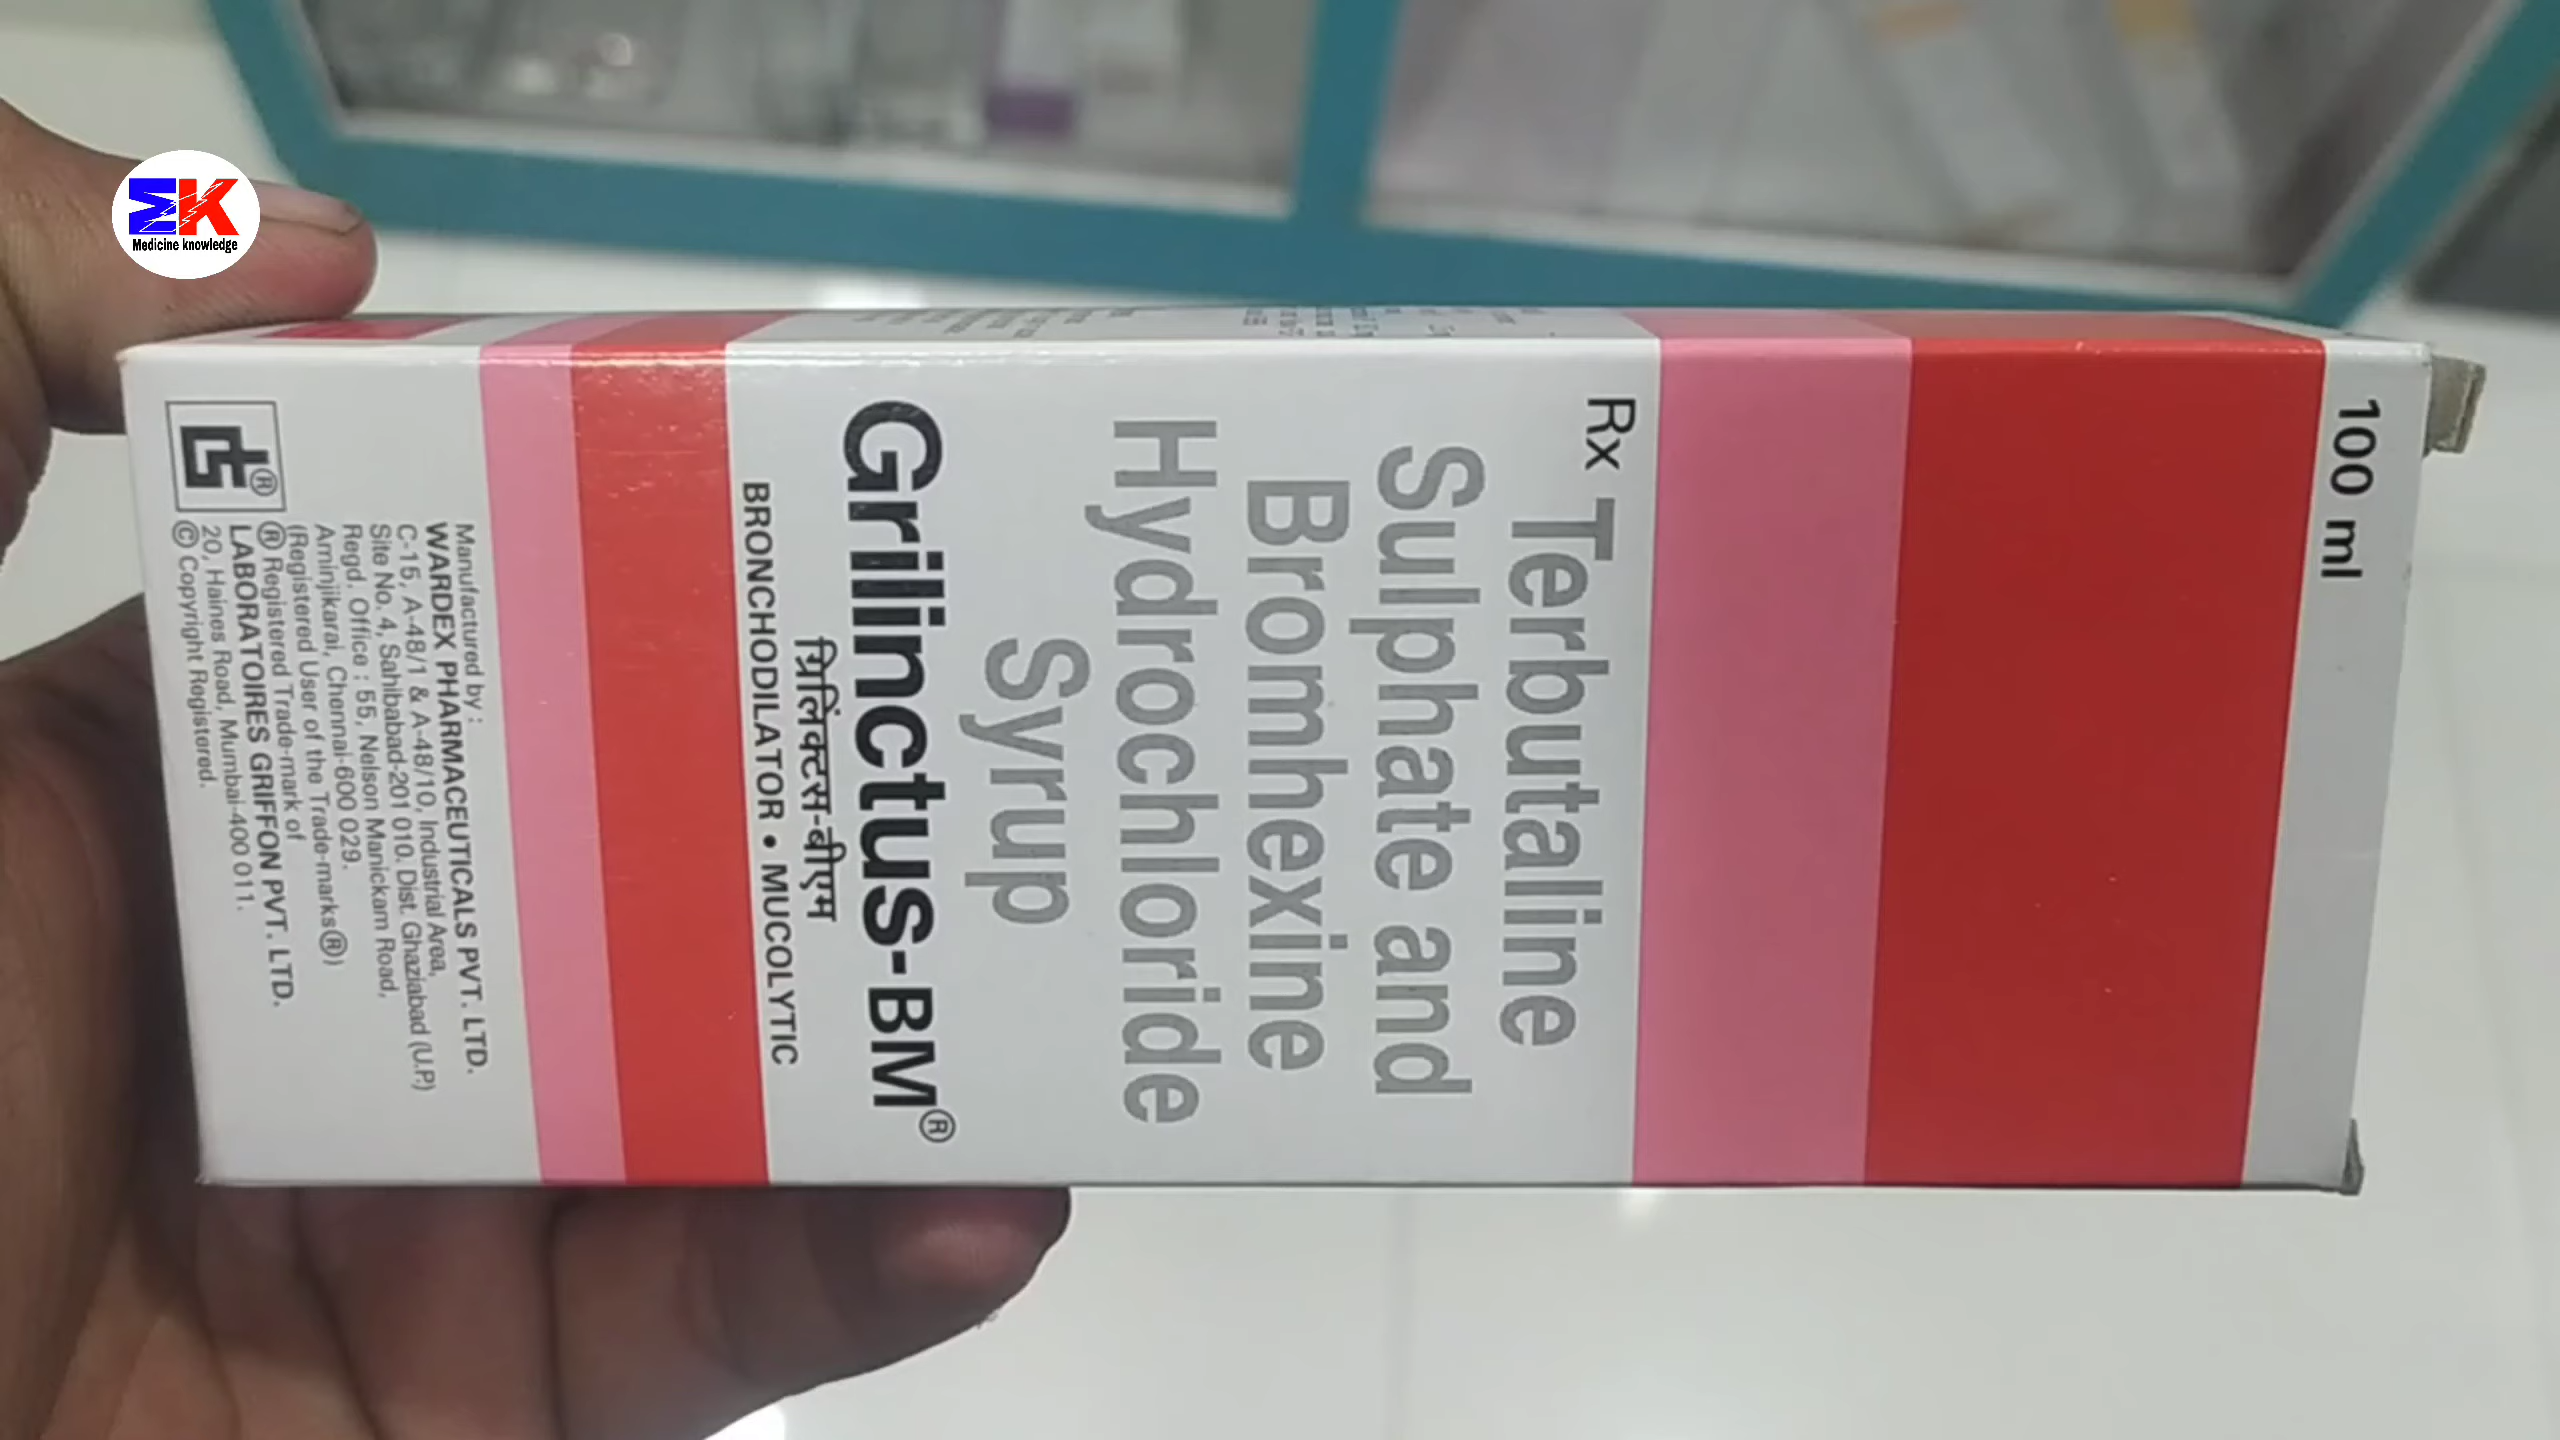 100 ml
Rx Terbutaline
Sulphate and
Bromhexine
Hydrochloride
Syrup
Grilinctus-BM®
ग्रिलिंक्टस-बीएम
BRONCHODILATOR • MUCOLYTIC
Manufactured by :
WARDEX PHARMACEUTICALS PVT. LTD.
C-15, A-48/1 & A-48/10, Industrial Area,
Site No. 4, Sahibabad-201 010. Dist. Ghaziabad (U.P.)
Regd. Office : 55, Nelson Manickam Road,
Aminjikarai, Chennai-600 029.
(Registered User of the Trade-marks®)
® Registered Trade-mark of
LABORATOIRES GRIFFON PVT. LTD.
20, Haines Road, Mumbai-400 011.
© Copyright Registered.
®
MK
Medicine knowledge